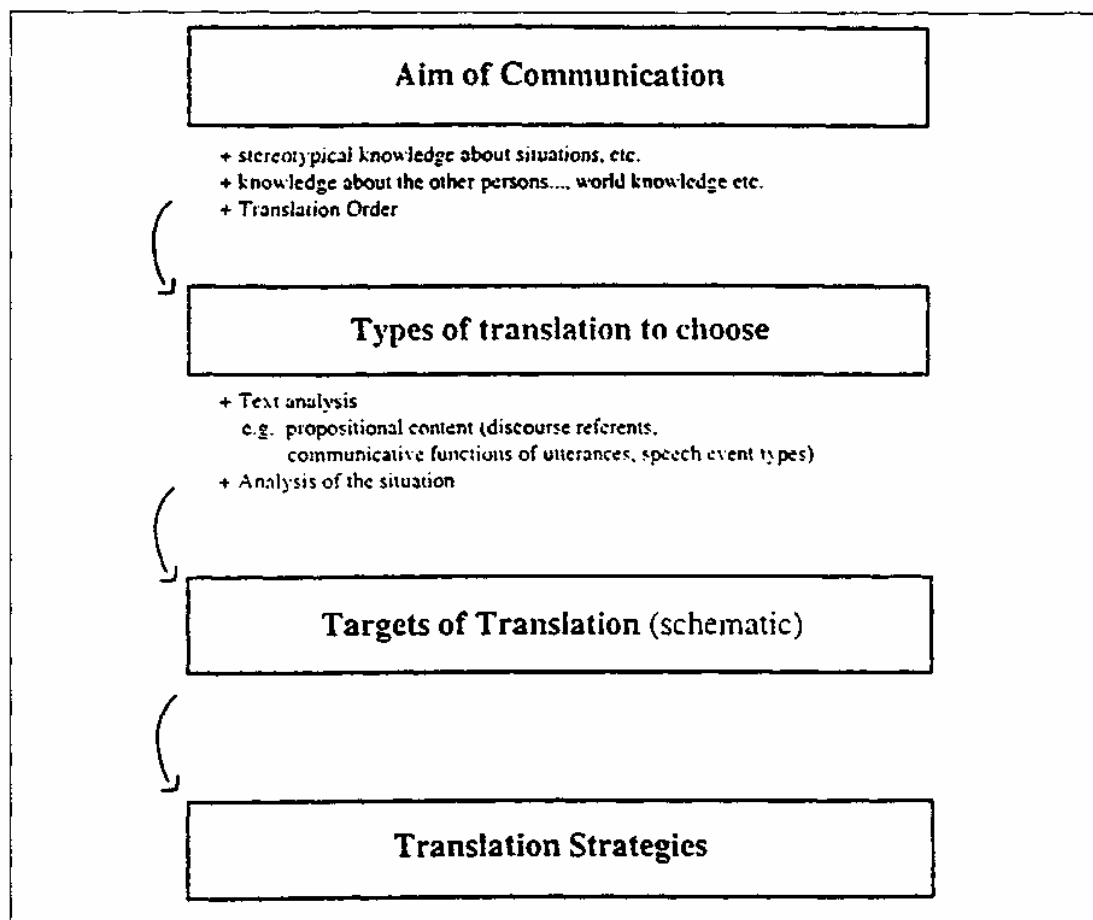 Aim of Communication
+ stereotypical knowledge about situations, etc.
+ knowledge about the other persons..., world knowledge etc.
+ Translation Order
Types of translation to choose
+ Text analysis
e.g. propositional content (discourse referents,
communicative functions of utterances, speech event types)
+ Analysis of the situation
Targets of Translation (schematic)
Translation Strategies